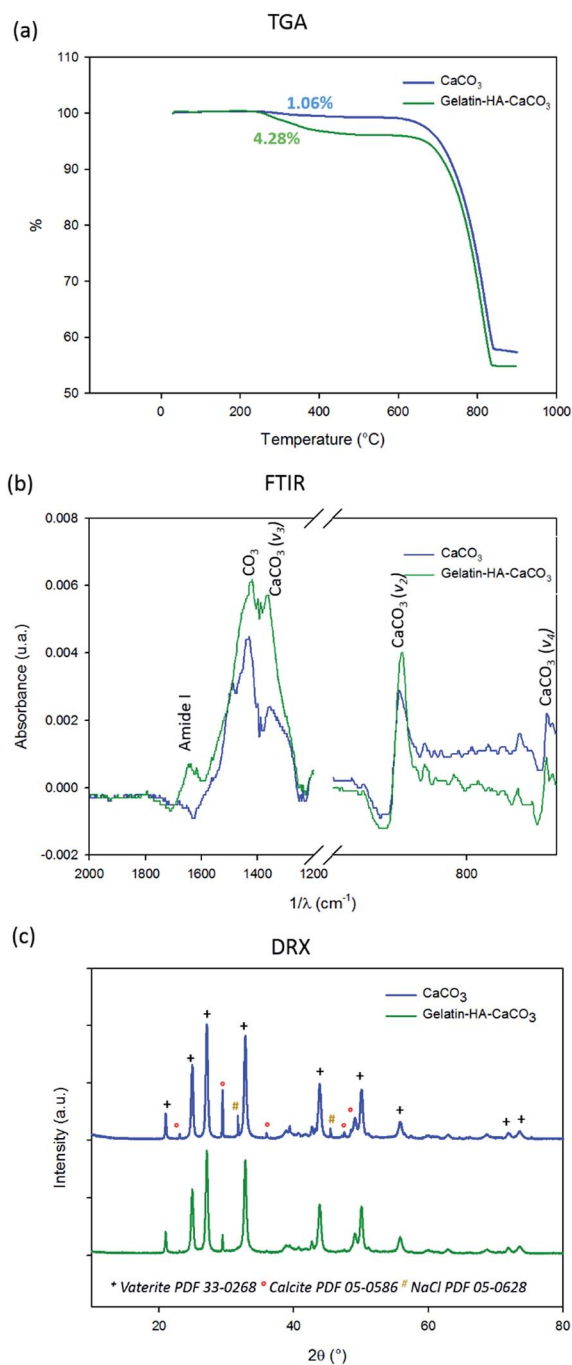 (a)
TGA
110
100
90
80
70
60
50
%
1.06%
4.28%
CaCO₃
Gelatin-HA-CaCO₃
0
200
400
600
800
1000
Temperature (°C)
(b)
FTIR
0.008
0.006
0.004
0.002
0.000
-0.002
Absorbance (u.a.)
Amide I
CO₃
CaCO₃ (v₃)
CaCO₃ (v₂)
CaCO₃ (v₄)
CaCO₃
Gelatin-HA-CaCO₃
2000
1800
1600
1400
1200
800
1/λ (cm⁻¹)
(c)
DRX
Intensity (a.u.)
CaCO₃
Gelatin-HA-CaCO₃
+ Vaterite PDF 33-0268 ° Calcite PDF 05-0586 # NaCl PDF 05-0628
20
40
60
80
2θ (°)